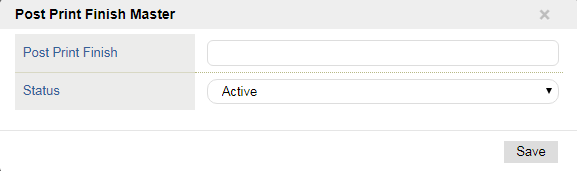 Post Print Finish Master
Post Print Finish
Status
Active
Save